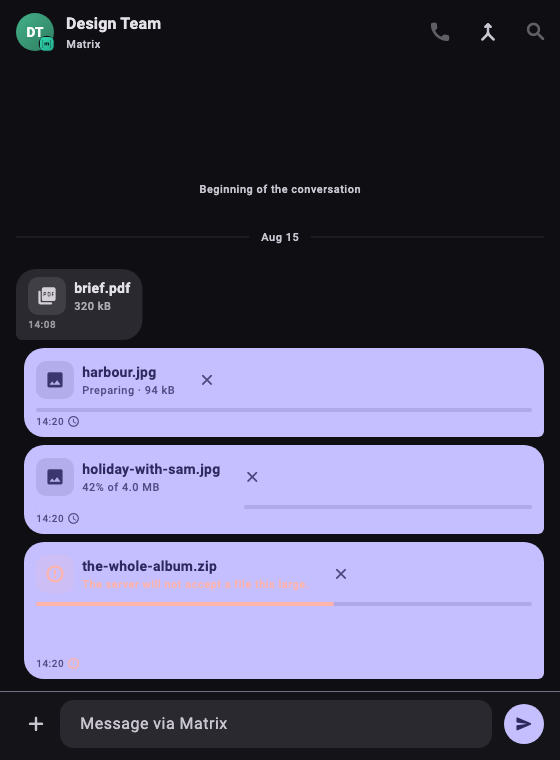 DT
Design Team
Matrix
Beginning of the conversation
Aug 15
PDF
brief.pdf
320 kB
14:08
harbour.jpg
Preparing · 94 kB
14:20
holiday-with-sam.jpg
42% of 4.0 MB
14:20
the-whole-album.zip
The server will not accept a file this large.
14:20
Message via Matrix